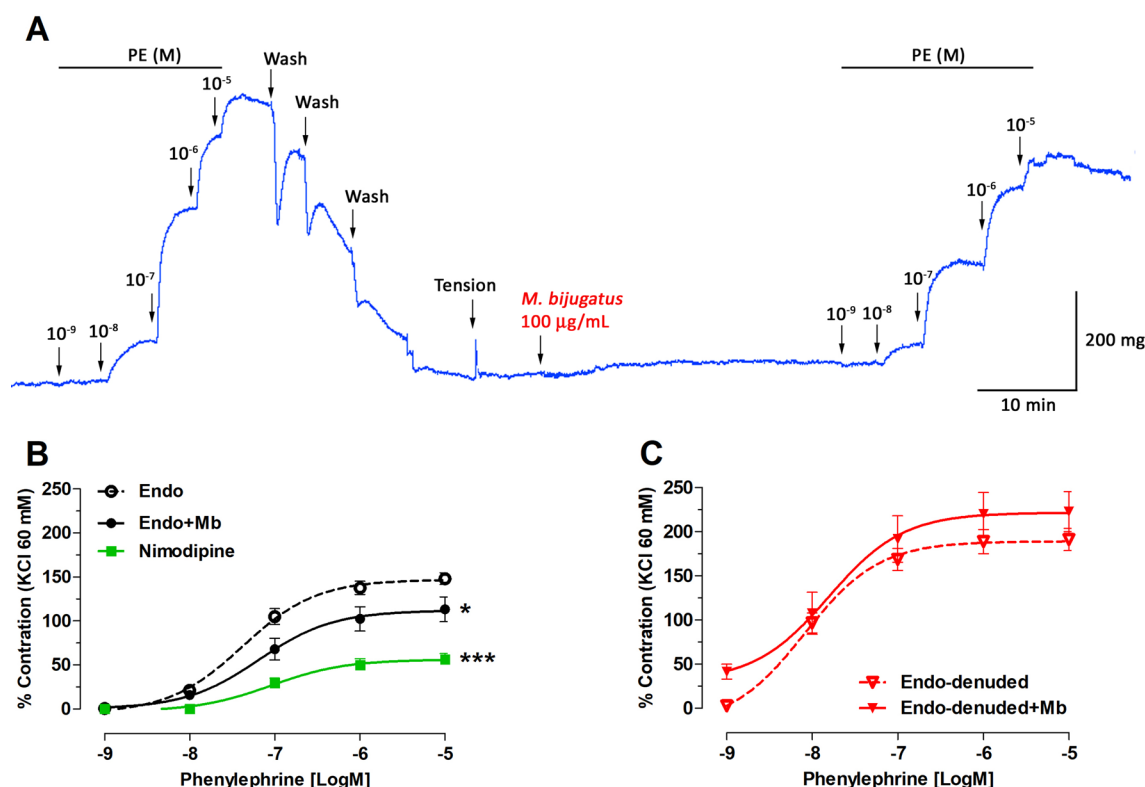 A
PE (M)
10-9
10-8
10-7
10-6
10-5
Wash
Wash
Wash
Tension
M. bijugatus
100 µg/mL
PE (M)
10-9
10-8
10-7
10-6
10-5
200 mg
10 min
B
% Contration (KCl 60 mM)
250
200
150
100
50
0
Endo
Endo+Mb
Nimodipine
*
***
-9 -8 -7 -6 -5
Phenylephrine [LogM]
C
% Contration (KCl 60 mM)
250
200
150
100
50
0
Endo-denuded
Endo-denuded+Mb
-9 -8 -7 -6 -5
Phenylephrine [LogM]